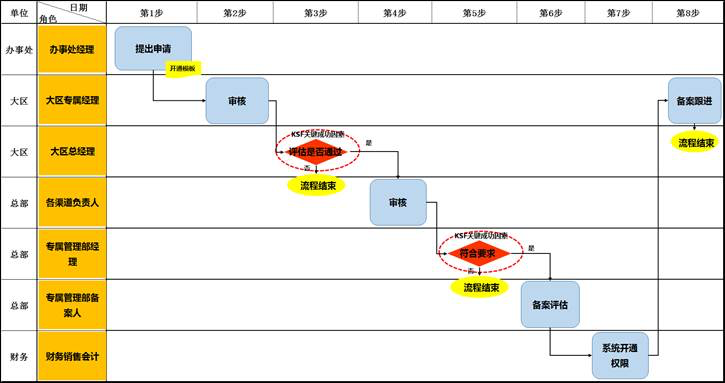 单位
日期
角色
第1步
第2步
第3步
第4步
第5步
第6步
第7步
第8步
办事处
办事处经理
提出申请
开通模板
大区
大区专属经理
审核
备案跟进
流程结束
大区
大区总经理
KSF关键成功因素
评估是否通过
是
否
流程结束
总部
各渠道负责人
审核
总部
专属管理部经
理
KSF关键成功因素
符合要求
是
否
流程结束
总部
专属管理部备
案人
备案评估
财务
财务销售会计
系统开通
权限